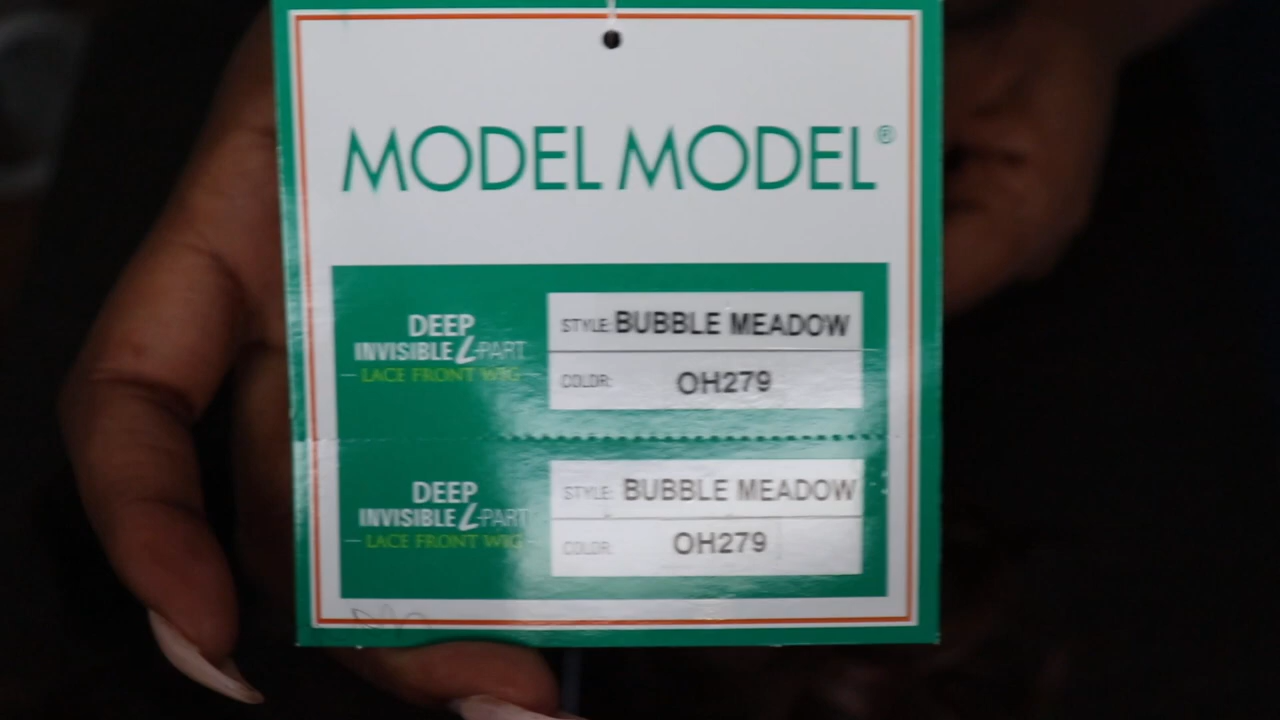 MODEL MODEL®
DEEP
INVISIBLE L-PART
LACE FRONT WIG
STYLE: BUBBLE MEADOW
COLOR: OH279
DEEP
INVISIBLE L-PART
LACE FRONT WIG
STYLE: BUBBLE MEADOW
COLOR: OH279